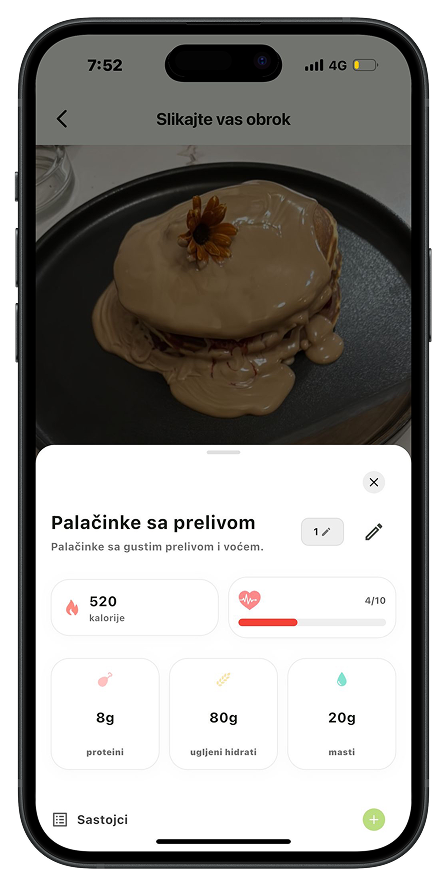 7:52
4G
Slikajte vas obrok
Palačinke sa prelivom
1
Palačinke sa gustim prelivom i voćem.
520
kalorije
4/10
8g
80g
20g
proteini
ugljeni hidrati
masti
Sastojci